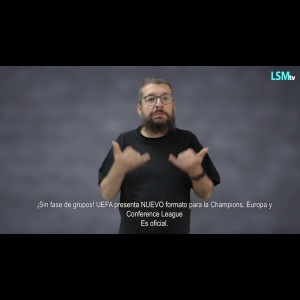 LSMtv
¡Sin fase de grupos! UEFA presenta NUEVO formato para la Champions, Europa y
Conference League
Es oficial.